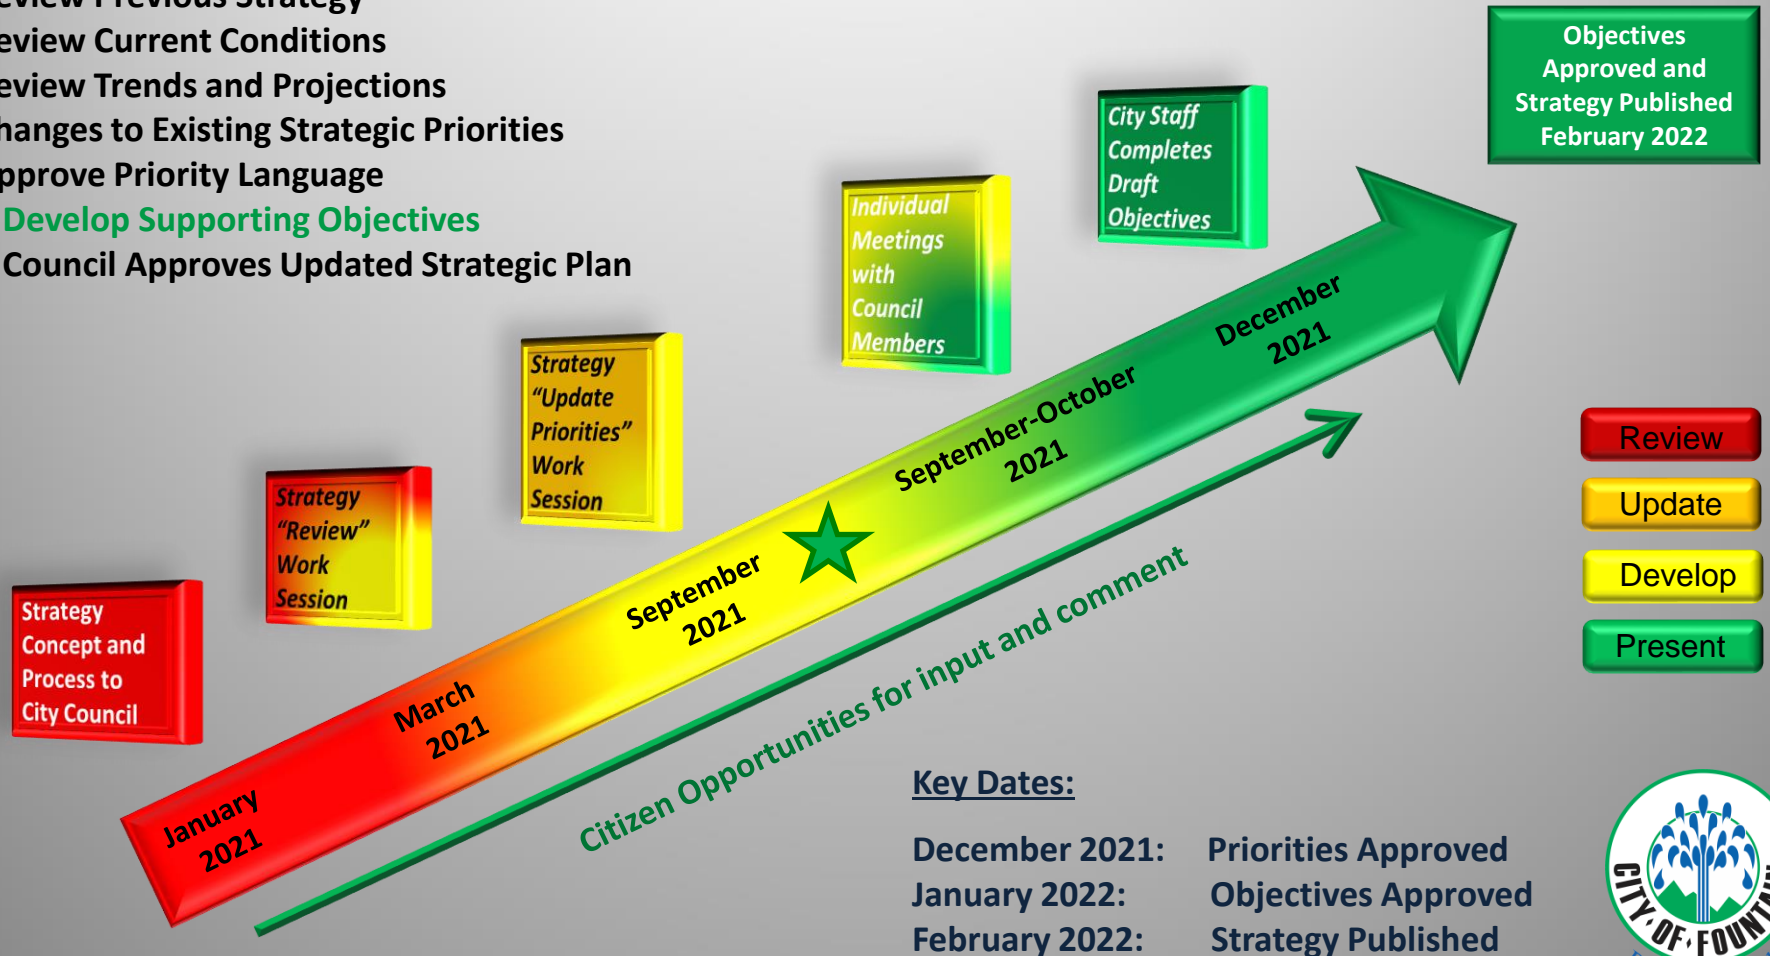 eview Previous Strategy
eview Current Conditions
eview Trends and Projections
hanges to Existing Strategic Priorities
pprove Priority Language
Develop Supporting Objectives
Council Approves Updated Strategic Plan
Objectives
Approved and
Strategy Published
February 2022
City Staff
Completes
Draft
Objectives
Individual
Meetings
with
Council
Members
Strategy
“Update
Priorities”
Work
Session
Strategy
“Review”
Work
Session
Strategy
Concept and
Process to
City Council
January
2021
March
2021
September
2021
September-October
2021
December
2021
Citizen Opportunities for input and comment
Review
Update
Develop
Present
Key Dates:
December 2021: Priorities Approved
January 2022: Objectives Approved
February 2022: Strategy Published
CITY OF FOUNTAIN